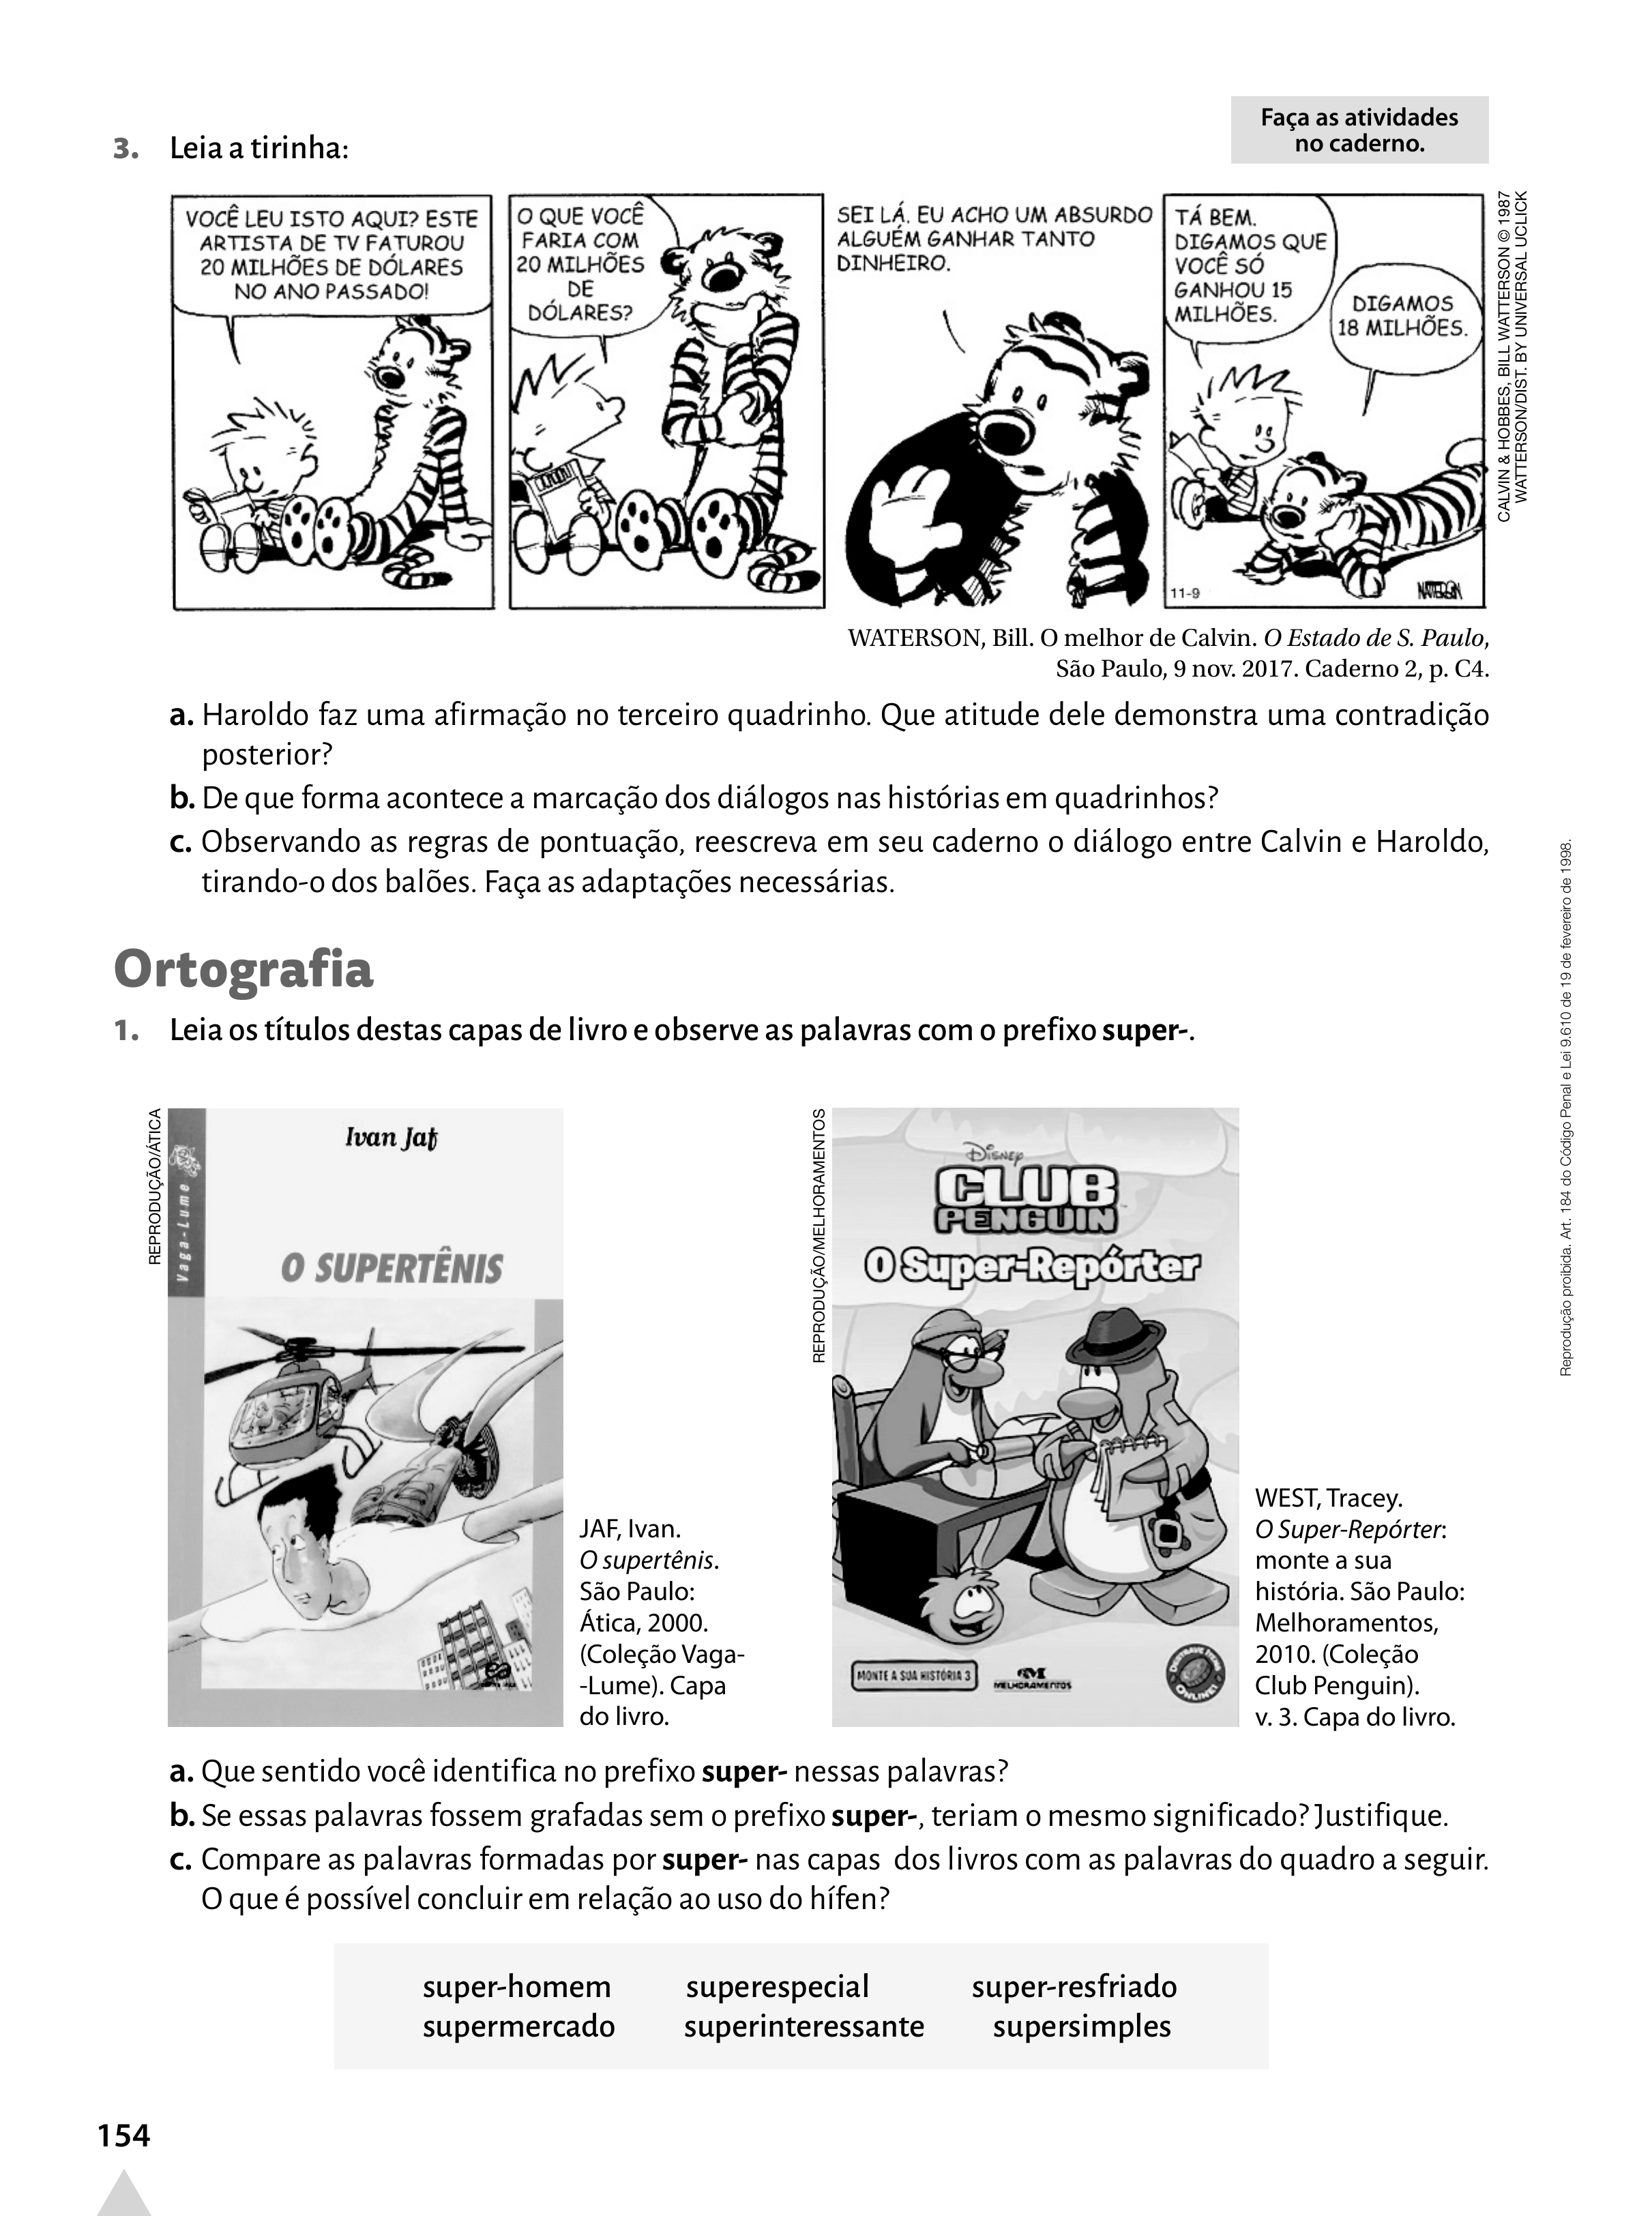 Faça as atividades
no caderno.
3. Leia a tirinha:
VOCÊ LEU ISTO AQUI? ESTE
ARTISTA DE TV FATUROU
20 MILHÕES DE DÓLARES
NO ANO PASSADO!
O QUE VOCÊ
FARIA COM
20 MILHÕES
DE
DÓLARES?
SEI LÁ. EU ACHO UM ABSURDO
ALGUÉM GANHAR TANTO
DINHEIRO.
TÁ BEM.
DIGAMOS QUE
VOCÊ SÓ
GANHOU 15
MILHÕES.
DIGAMOS
18 MILHÕES.
11-9
WATTERSON
CALVIN & HOBBES, BILL WATTERSON © 1987
WATTERSON/DIST. BY UNIVERSAL UCLICK
WATERSON, Bill. O melhor de Calvin. O Estado de S. Paulo,
São Paulo, 9 nov. 2017. Caderno 2, p. C4.
a. Haroldo faz uma afirmação no terceiro quadrinho. Que atitude dele demonstra uma contradição
posterior?
b. De que forma acontece a marcação dos diálogos nas histórias em quadrinhos?
c. Observando as regras de pontuação, reescreva em seu caderno o diálogo entre Calvin e Haroldo,
tirando-o dos balões. Faça as adaptações necessárias.
Ortografia
1. Leia os títulos destas capas de livro e observe as palavras com o prefixo super-.
REPRODUÇÃO/ÁTICA
Vaga-Lume
Ivan Jaf
O SUPERTÊNIS
ea
JAF, Ivan.
O supertênis.
São Paulo:
Ática, 2000.
(Coleção Vaga-
-Lume). Capa
do livro.
REPRODUÇÃO/MELHORAMENTOS
Disney
CLUB
PENGUIN
O Super-Repórter
MONTE A SUA HISTÓRIA 3
MELHORAMENTOS
WEST, Tracey.
O Super-Repórter:
monte a sua
história. São Paulo:
Melhoramentos,
2010. (Coleção
Club Penguin).
v. 3. Capa do livro.
a. Que sentido você identifica no prefixo super- nessas palavras?
b. Se essas palavras fossem grafadas sem o prefixo super-, teriam o mesmo significado? Justifique.
c. Compare as palavras formadas por super- nas capas dos livros com as palavras do quadro a seguir.
O que é possível concluir em relação ao uso do hífen?
super-homem superespecial super-resfriado
supermercado superinteressante supersimples
154
Reprodução proibida. Art. 184 do Código Penal e Lei 9.610 de 19 de fevereiro de 1998.